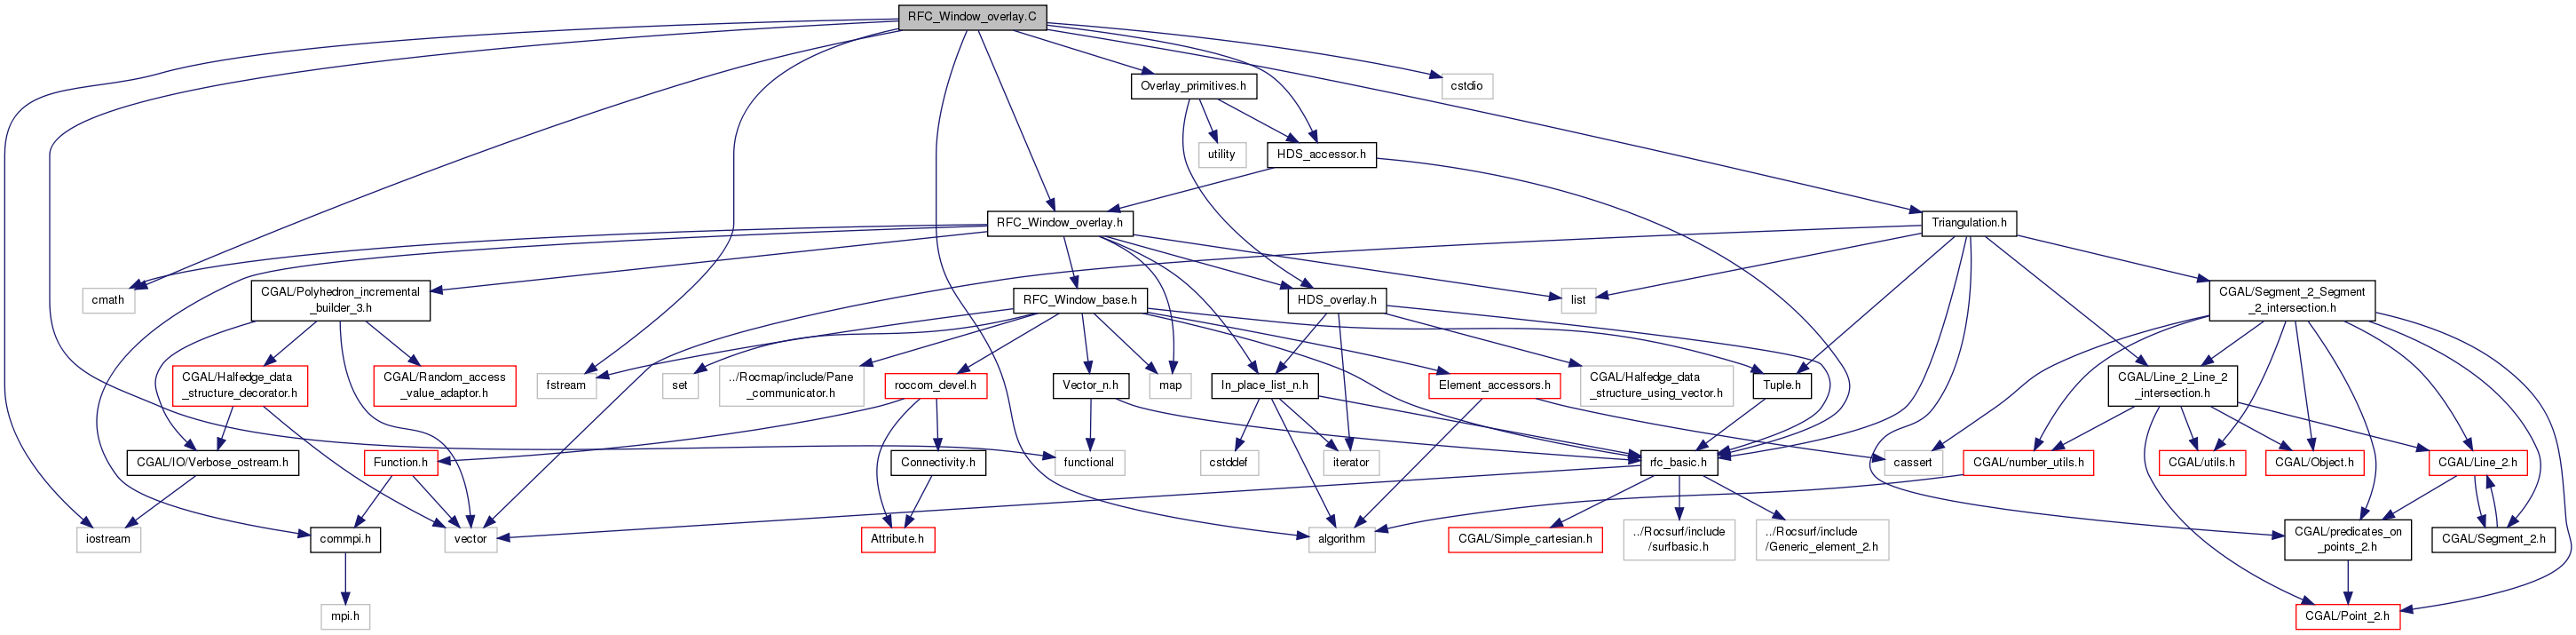 RFC_Window_overlay.C
Overlay_primitives.h
cstdio
utility
HDS_accessor.h
RFC_Window_overlay.h
Triangulation.h
cmath
CGAL/Polyhedron_incremental
_builder_3.h
RFC_Window_base.h
HDS_overlay.h
list
CGAL/Segment_2_Segment
_2_intersection.h
CGAL/Halfedge_data
_structure_decorator.h
CGAL/Random_access
_value_adaptor.h
fstream
set
../Rocmap/include/Pane
_communicator.h
roccom_devel.h
Vector_n.h
map
In_place_list_n.h
Element_accessors.h
CGAL/Halfedge_data
_structure_using_vector.h
Tuple.h
CGAL/Line_2_Line_2
_intersection.h
CGAL/IO/Verbose_ostream.h
Function.h
Connectivity.h
functional
cstddef
iterator
rfc_basic.h
cassert
CGAL/number_utils.h
CGAL/utils.h
CGAL/Object.h
CGAL/Line_2.h
iostream
commpi.h
vector
Attribute.h
algorithm
CGAL/Simple_cartesian.h
../Rocsurf/include
/surfbasic.h
../Rocsurf/include
/Generic_element_2.h
CGAL/predicates_on
_points_2.h
CGAL/Segment_2.h
mpi.h
CGAL/Point_2.h